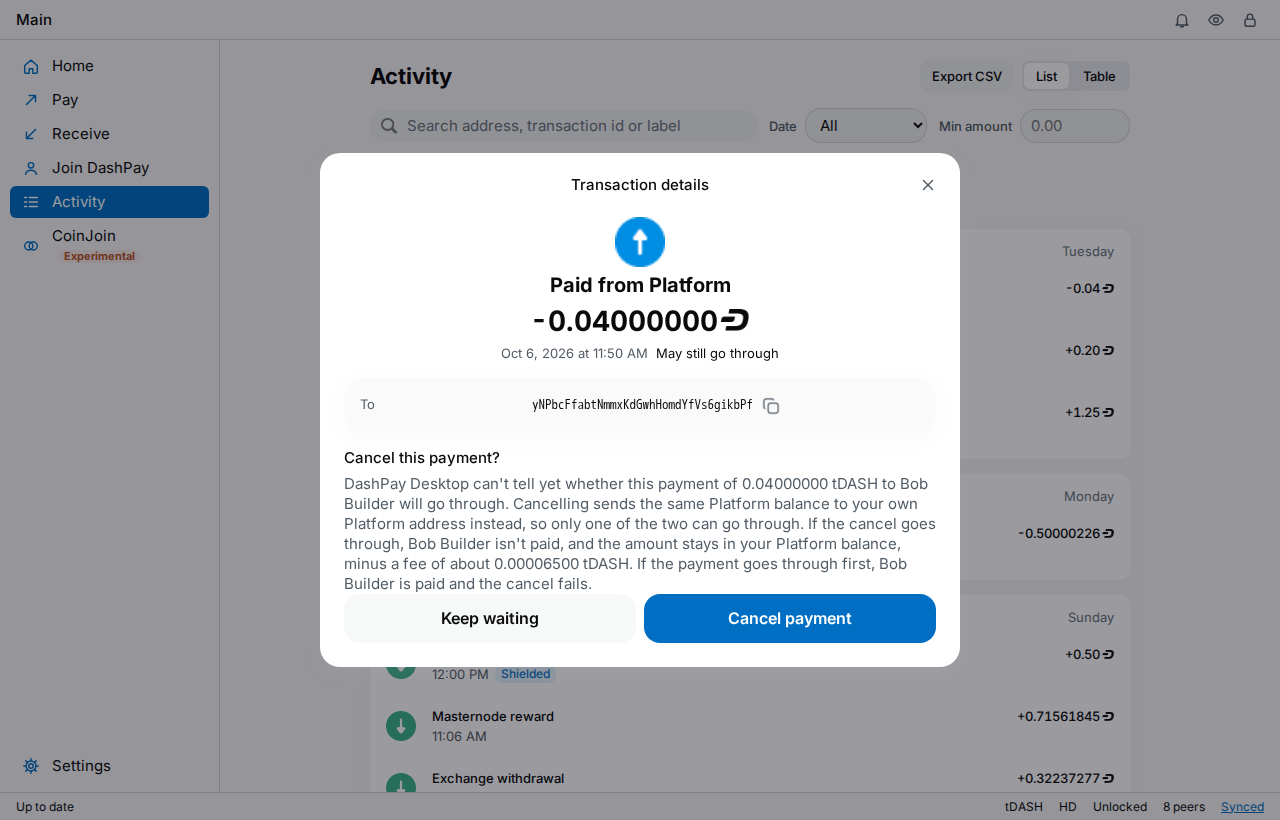 Main
Home
Pay
Receive
Join DashPay
Activity
CoinJoin
Experimental
Settings
Activity
Export CSV
List
Table
Search address, transaction id or label
Date
All
Min amount
0.00
Transaction details
Paid from Platform
-0.04000000
Oct 6, 2026 at 11:50 AM May still go through
To
yNPbcFfabtNmmxKdGwhHomdYfVs6gikbPf
Cancel this payment?
DashPay Desktop can't tell yet whether this payment of 0.04000000 tDASH to Bob
Builder will go through. Cancelling sends the same Platform balance to your own
Platform address instead, so only one of the two can go through. If the cancel goes
through, Bob Builder isn't paid, and the amount stays in your Platform balance,
minus a fee of about 0.00006500 tDASH. If the payment goes through first, Bob
Builder is paid and the cancel fails.
Keep waiting
Cancel payment
Tuesday
-0.04
+0.20
+1.25
Monday
-0.50000226
Sunday
+0.50
12:00 PM Shielded
Masternode reward
+0.71561845
11:06 AM
Exchange withdrawal
+0.32237277
Up to date
tDASH
HD
Unlocked
8 peers
Synced